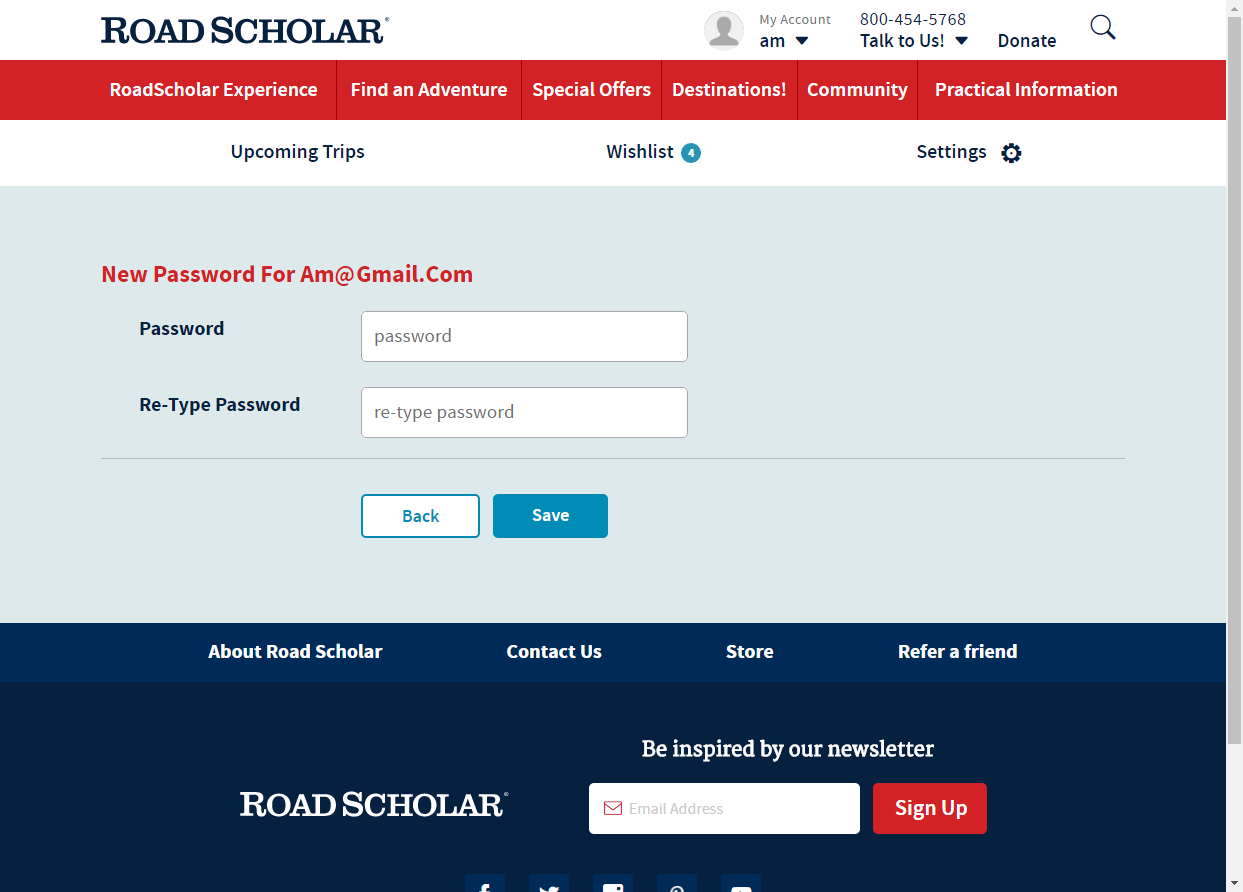 ROAD SCHOLAR®
My Account
am
800-454-5768
Talk to Us!
Donate
RoadScholar Experience
Find an Adventure
Special Offers
Destinations!
Community
Practical Information
Upcoming Trips
Wishlist 4
Settings
New Password For Am@Gmail.Com
Password
password
Re-Type Password
re-type password
Back
Save
About Road Scholar
Contact Us
Store
Refer a friend
Be inspired by our newsletter
ROAD SCHOLAR®
Email Address
Sign Up